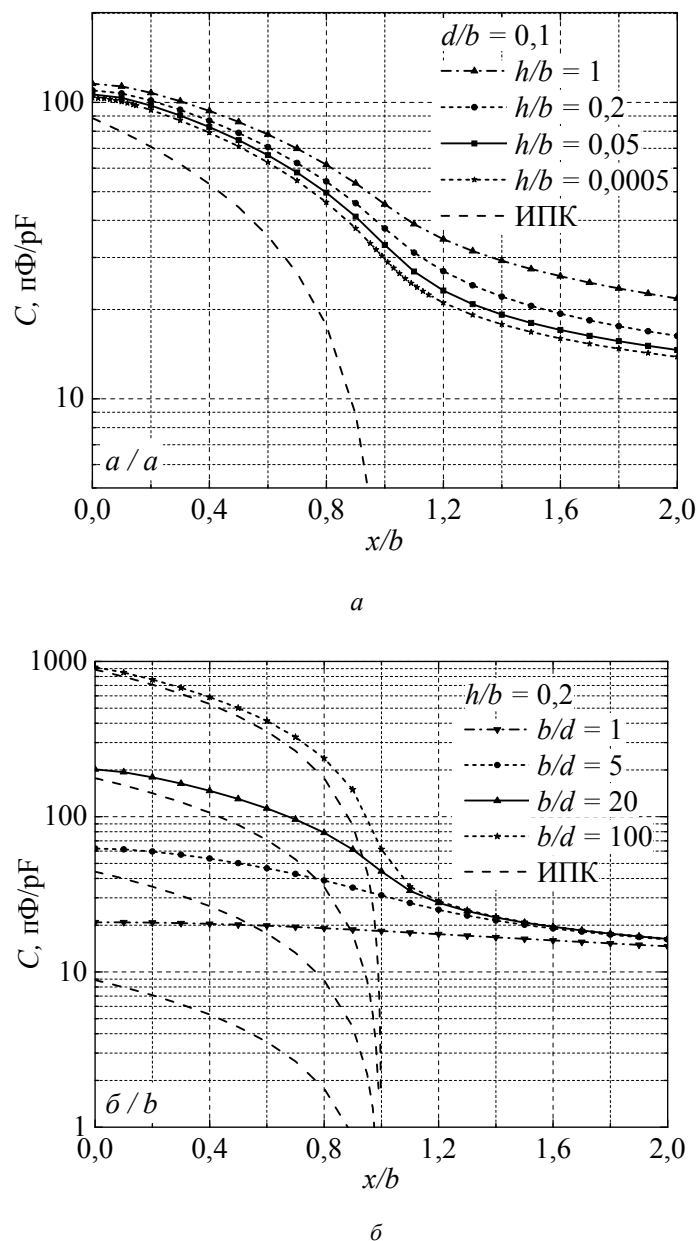 d/b = 0,1
h/b = 1
h/b = 0,2
h/b = 0,05
h/b = 0,0005
ИПК
100
10
C, пФ/pF
a / a
0,0 0,4 0,8 1,2 1,6 2,0
x/b
а
1000
100
10
1
C, пФ/pF
h/b = 0,2
b/d = 1
b/d = 5
b/d = 20
b/d = 100
ИПК
б / b
0,0 0,4 0,8 1,2 1,6 2,0
x/b
б